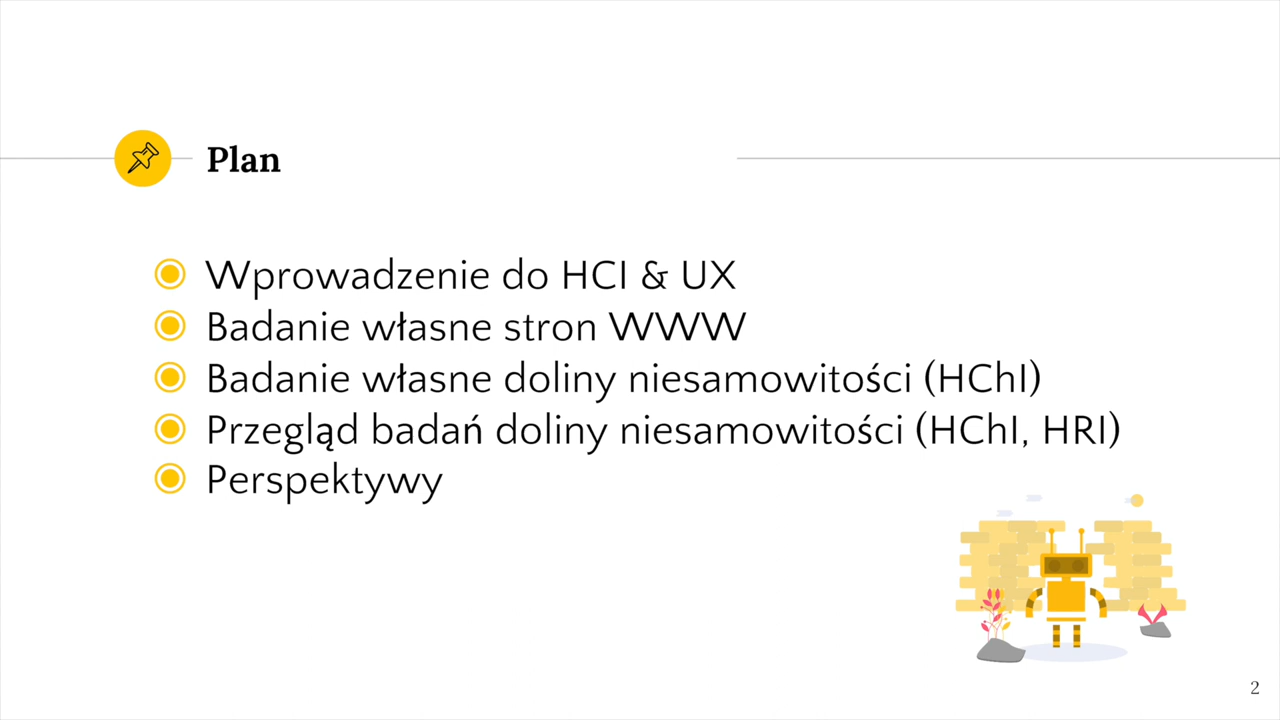 Plan
Wprowadzenie do HCI & UX
Badanie własne stron WWW
Badanie własne doliny niesamowitości (HChI)
Przegląd badań doliny niesamowitości (HChI, HRI)
Perspektywy
2